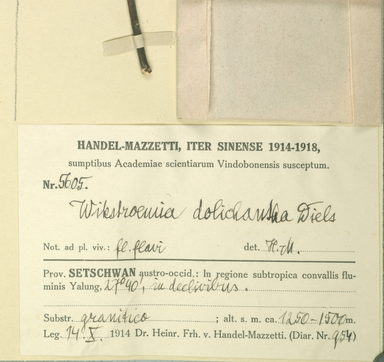 HANDEL-MAZZETTI, ITER SINENSE 1914-1918,
sumptibus Academiae scientiarum Vindobonensis susceptum.
Nr. 5605.
Wikstroemia dolichantha Diels
Not. ad pl. viv.: fl. flavi det. H.M.
Prov. SETSCHWAN austro-occid.: In regione subtropica convallis flu-
minis Yalung, 27°40', in declivibus.
Substr. granitico ; alt. s. m. ca. 1250-1500 m.
Leg. 14. X. 1914 Dr. Heinr. Frh. v. Handel-Mazzetti. (Diar. Nr. 954)